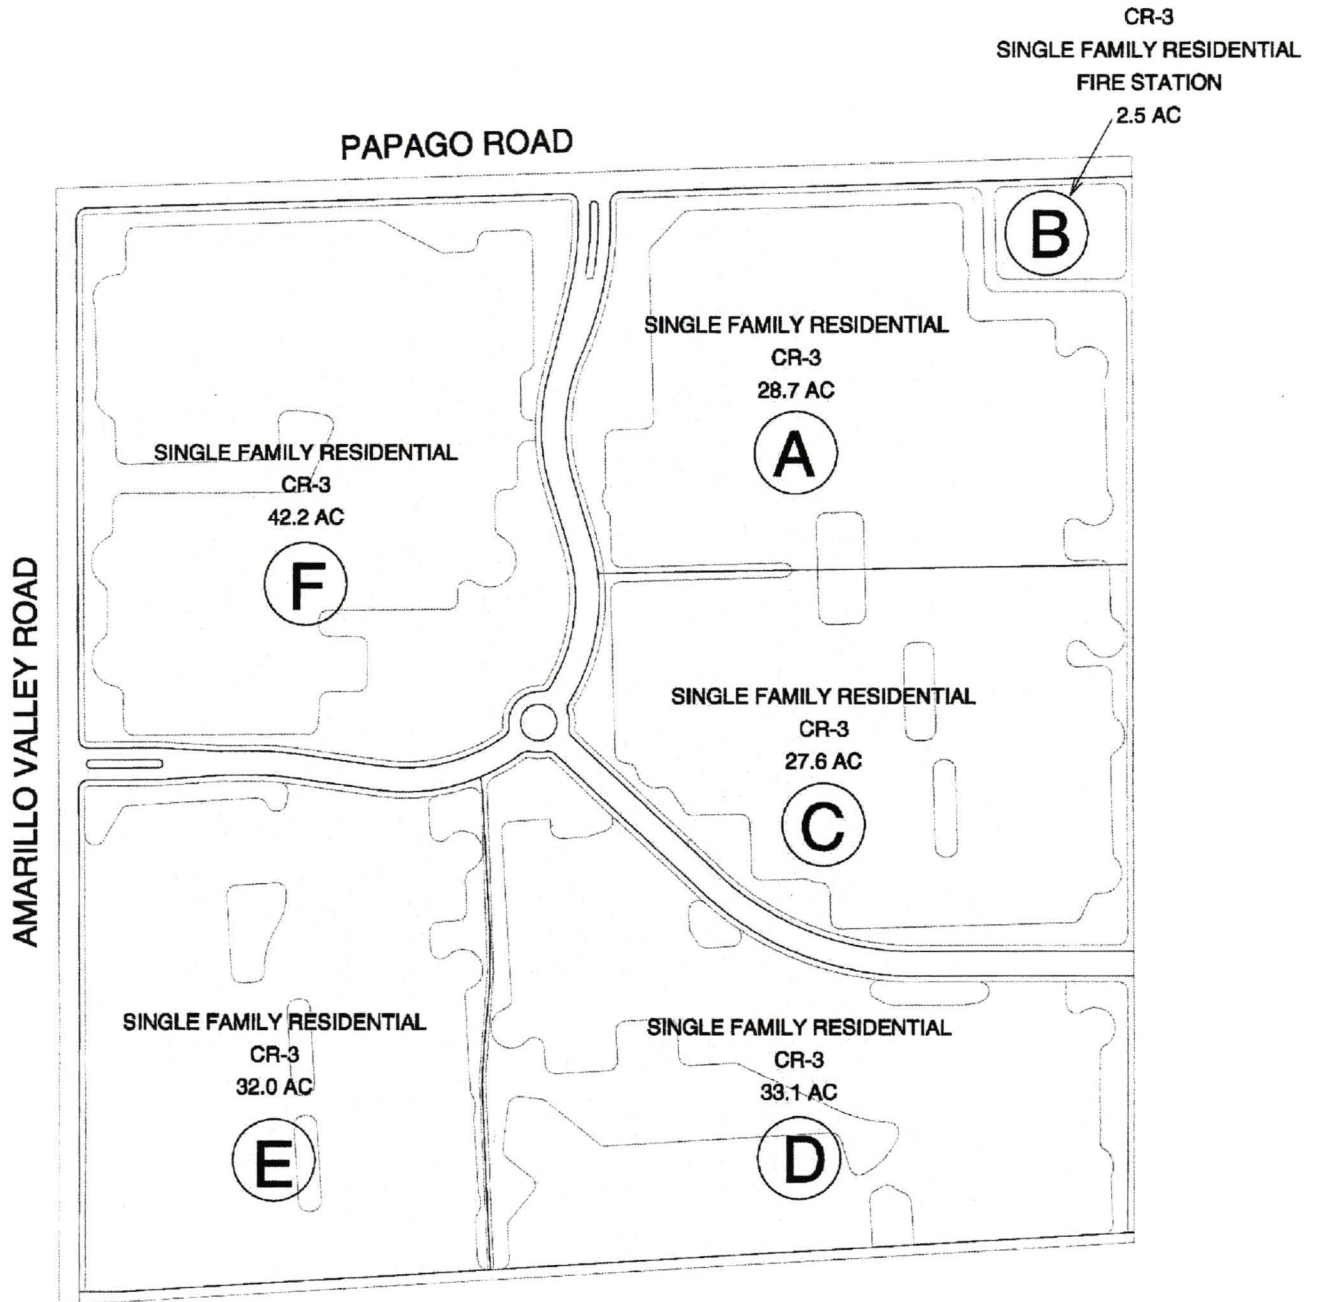 CR-3
SINGLE FAMILY RESIDENTIAL
FIRE STATION
2.5 AC
PAPAGO ROAD
B
SINGLE FAMILY RESIDENTIAL
CR-3
28.7 AC
A
SINGLE FAMILY RESIDENTIAL
CR-3
42.2 AC
F
AMARILLO VALLEY ROAD
SINGLE FAMILY RESIDENTIAL
CR-3
27.6 AC
C
SINGLE FAMILY RESIDENTIAL
CR-3
32.0 AC
E
SINGLE FAMILY RESIDENTIAL
CR-3
33.1 AC
D